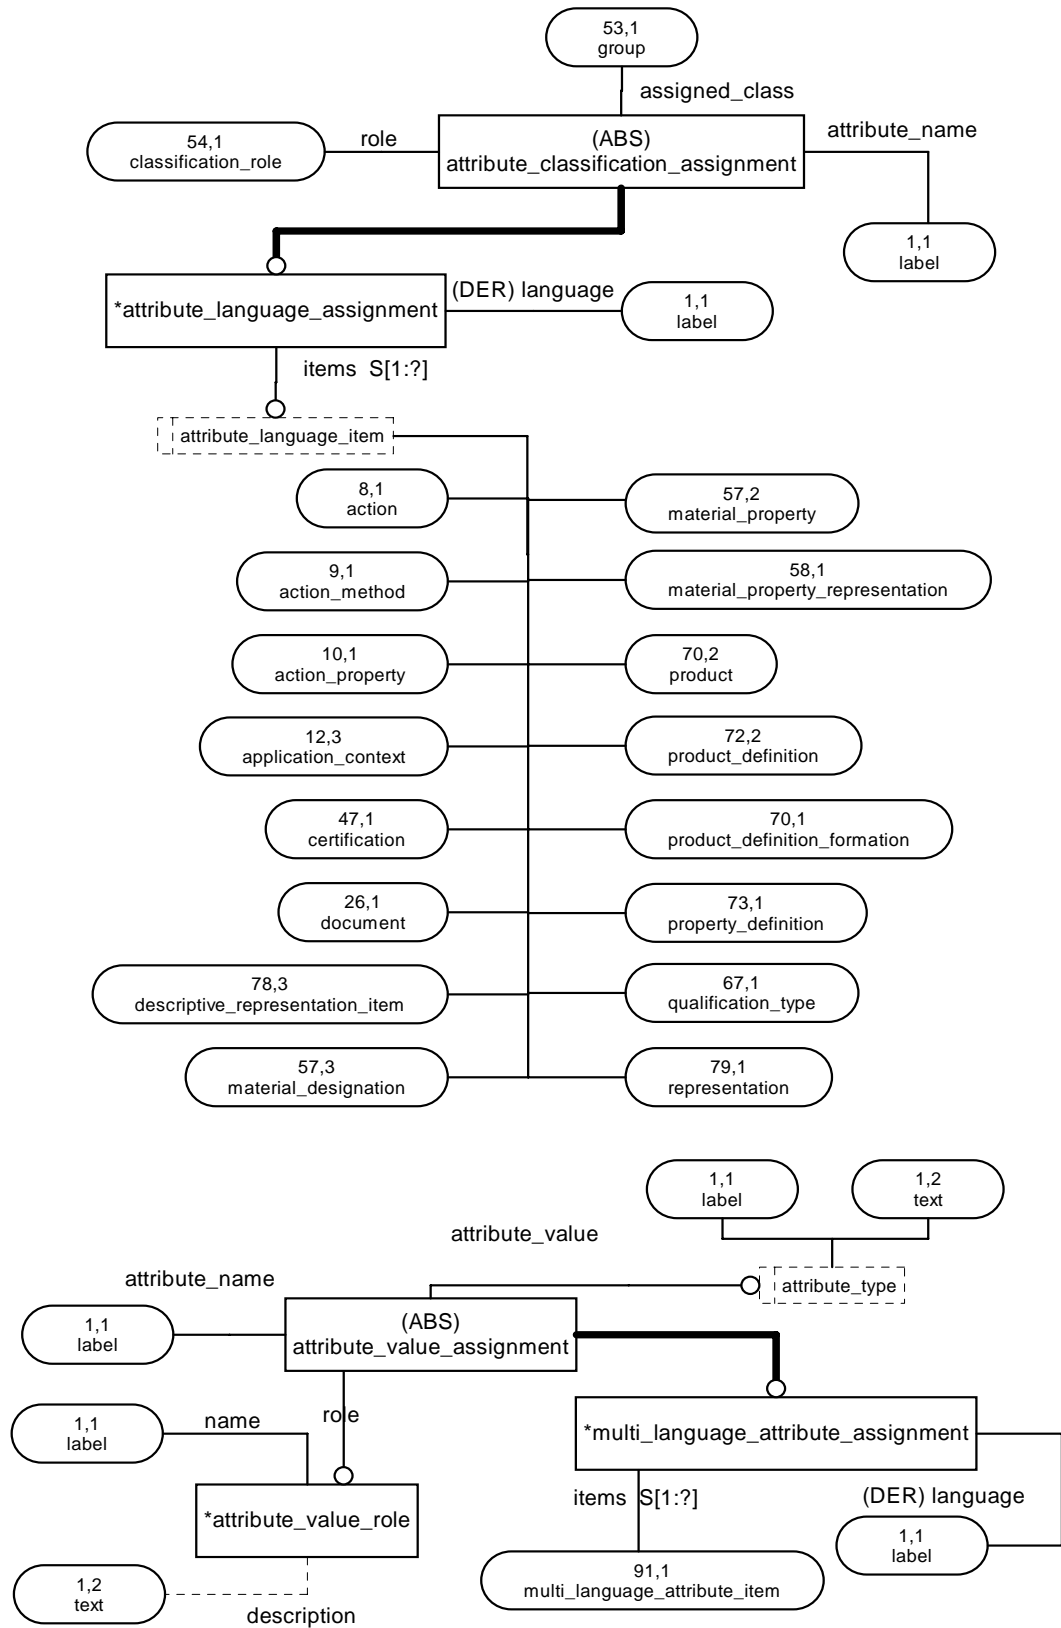 53,1
group
assigned_class
54,1
classification_role
role
(ABS)
attribute_classification_assignment
attribute_name
1,1
label
*attribute_language_assignment
(DER) language
1,1
label
items  S[1:?]
attribute_language_item
8,1
action
57,2
material_property
9,1
action_method
58,1
material_property_representation
10,1
action_property
70,2
product
12,3
application_context
72,2
product_definition
47,1
certification
70,1
product_definition_formation
26,1
document
73,1
property_definition
78,3
descriptive_representation_item
67,1
qualification_type
57,3
material_designation
79,1
representation
1,1
label
1,2
text
attribute_value
attribute_type
attribute_name
1,1
label
(ABS)
attribute_value_assignment
1,1
label
name
role
*multi_language_attribute_assignment
*attribute_value_role
items  S[1:?]
(DER) language
1,1
label
1,2
text
description
91,1
multi_language_attribute_item